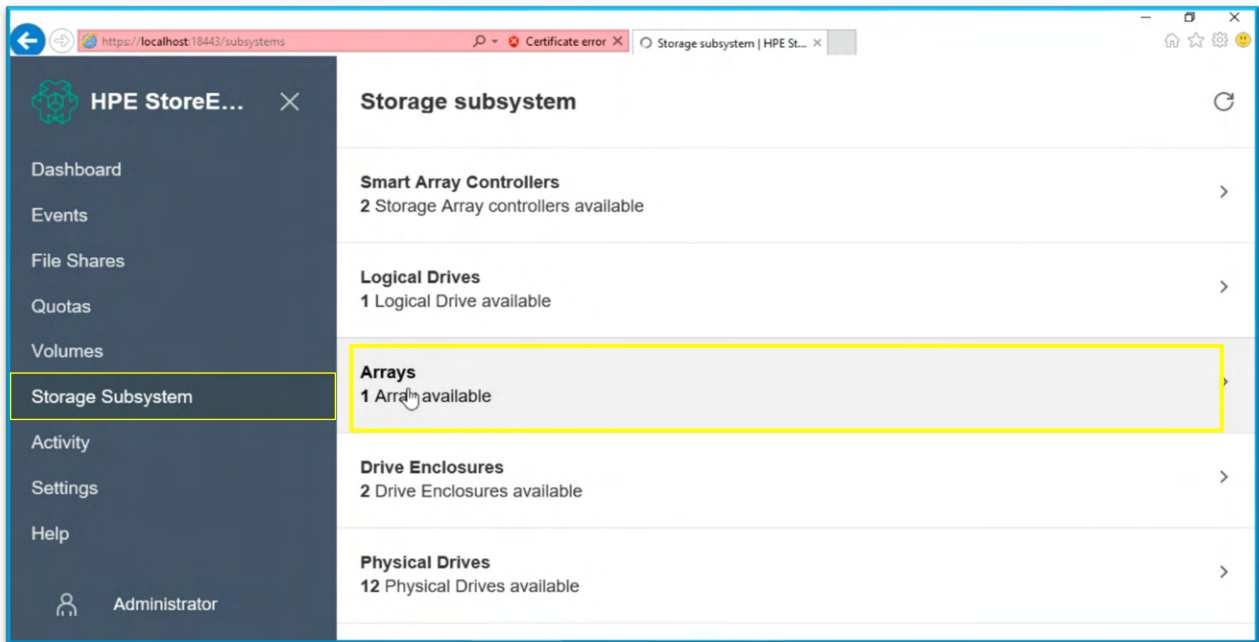 https://localhost:18443/subsystems
Certificate error
Storage subsystem | HPE St...
HPE StoreE...
Dashboard
Events
File Shares
Quotas
Volumes
Storage Subsystem
Activity
Settings
Help
Administrator
Storage subsystem
Smart Array Controllers
2 Storage Array controllers available
Logical Drives
1 Logical Drive available
Arrays
1 Array available
Drive Enclosures
2 Drive Enclosures available
Physical Drives
12 Physical Drives available